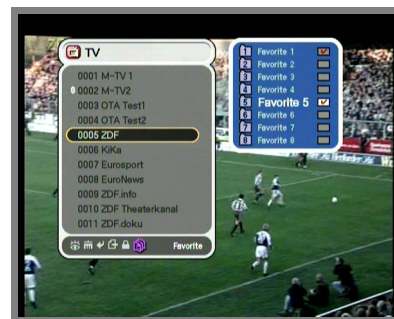 TV
0001 M-TV 1
0002 M-TV2
0003 OTA Test1
0004 OTA Test2
0005 ZDF
0006 KiKa
0007 Eurosport
0008 EuroNews
0009 ZDF.info
0010 ZDF Theaterkanal
0011 ZDF.doku
Favorite
1 Favorite 1
2 Favorite 2
3 Favorite 3
4 Favorite 4
5 Favorite 5
6 Favorite 6
7 Favorite 7
8 Favorite 8